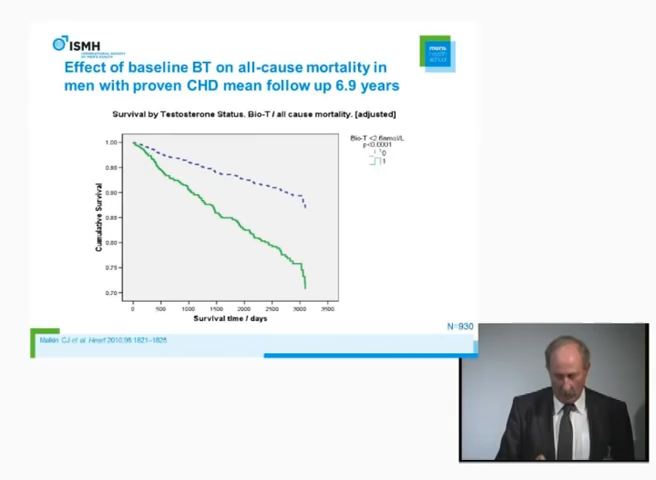 ISMH
INTERNATIONAL SOCIETY
OF MEN'S HEALTH
mens
health
school
Effect of baseline BT on all-cause mortality in
men with proven CHD mean follow up 6.9 years
Survival by Testosterone Status. Bio-T / all cause mortality. [adjusted]
Bio-T <2.6nmol/L
p<0.0001
0
1
Cumulative Survival
1.00
0.95
0.90
0.85
0.80
0.75
0.70
0 500 1000 1500 2000 2500 3000 3500
Survival time / days
N=930
Malkin CJ et al. Heart 2010;96:1821–1825